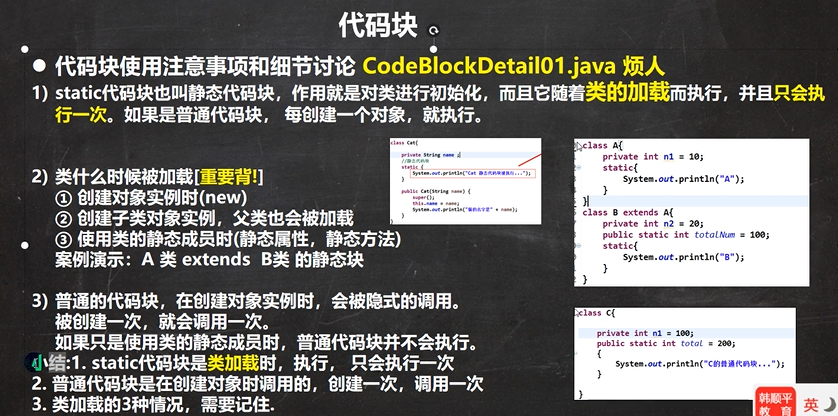 代码块
● 代码块使用注意事项和细节讨论 CodeBlockDetail01.java 烦人
1) static代码块也叫静态代码块，作用就是对类进行初始化，而且它随着类的加载而执行，并且只会执
行一次。如果是普通代码块，每创建一个对象，就执行。
2) 类什么时候被加载[重要背!]
① 创建对象实例时(new)
② 创建子类对象实例，父类也会被加载
③ 使用类的静态成员时(静态属性，静态方法)
案例演示：A 类 extends B类 的静态块
3) 普通的代码块，在创建对象实例时，会被隐式的调用。
被创建一次，就会调用一次。
如果只是使用类的静态成员时，普通代码块并不会执行。
小结:1. static代码块是类加载时，执行，只会执行一次
2. 普通代码块是在创建对象时调用的，创建一次，调用一次
3. 类加载的3种情况，需要记住.
class Cat{
private String name ;
//静态代码块
static {
System.out.println("Cat 静态代码块被执行...");
}
public Cat(String name) {
super();
this.name = name;
System.out.println("猫的名字是" + name);
}
}
class A{
private int n1 = 10;
static{
System.out.println("A");
}
}
class B extends A{
private int n2 = 20;
public static int totalNum = 100;
static{
System.out.println("B");
}
}
class C{
private int n1 = 100;
public static int total = 200;
{
System.out.println("C的普通代码块...");
}
}
韩顺平
教育
英